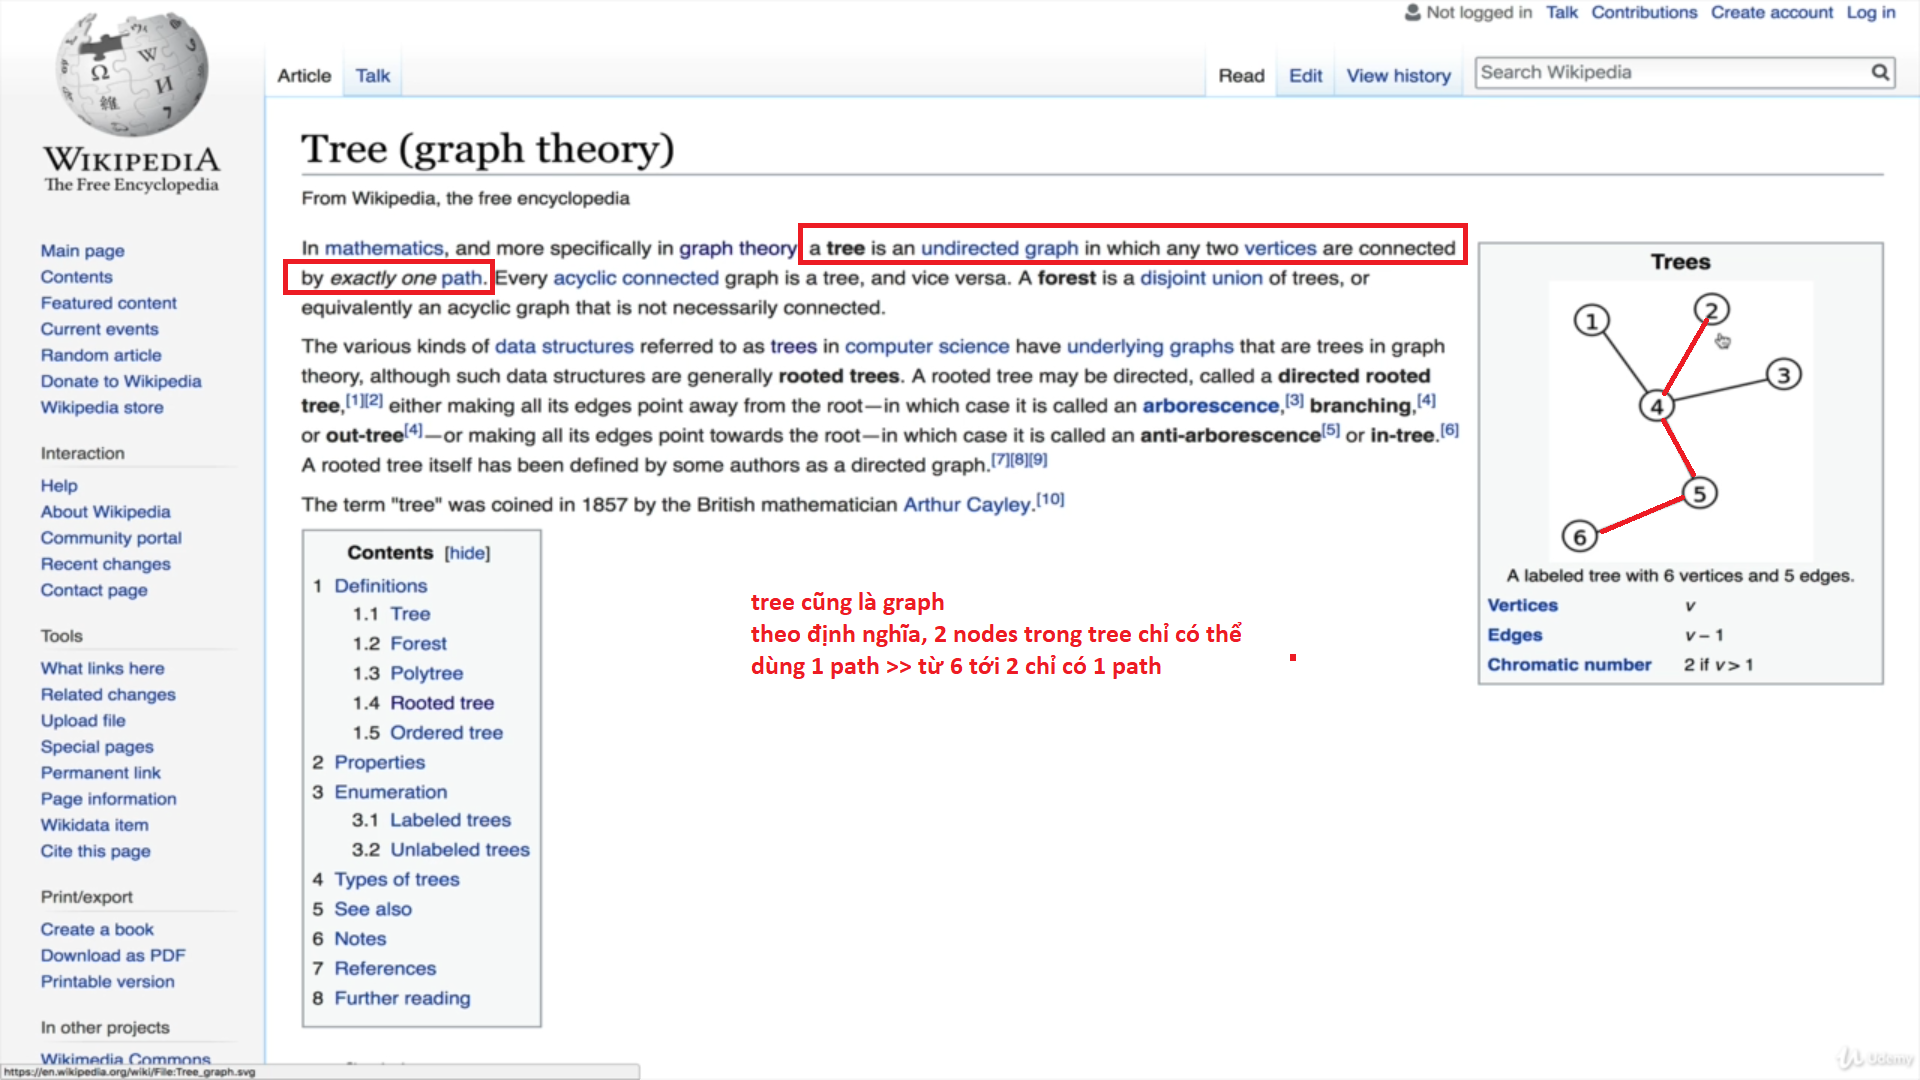 Not logged in Talk Contributions Create account Log in
Article Talk
Read Edit View history Search Wikipedia
WIKIPEDIA
The Free Encyclopedia
Main page
Contents
Featured content
Current events
Random article
Donate to Wikipedia
Wikipedia store
Interaction
Help
About Wikipedia
Community portal
Recent changes
Contact page
Tools
What links here
Related changes
Upload file
Special pages
Permanent link
Page information
Wikidata item
Cite this page
Print/export
Create a book
Download as PDF
Printable version
In other projects
Wikimedia Commons
Tree (graph theory)
From Wikipedia, the free encyclopedia
In mathematics, and more specifically in graph theory a tree is an undirected graph in which any two vertices are connected
by exactly one path. Every acyclic connected graph is a tree, and vice versa. A forest is a disjoint union of trees, or
equivalently an acyclic graph that is not necessarily connected.
The various kinds of data structures referred to as trees in computer science have underlying graphs that are trees in graph
theory, although such data structures are generally rooted trees. A rooted tree may be directed, called a directed rooted
tree,[1][2] either making all its edges point away from the root—in which case it is called an arborescence,[3] branching,[4]
or out-tree[4]—or making all its edges point towards the root—in which case it is called an anti-arborescence[5] or in-tree.[6]
A rooted tree itself has been defined by some authors as a directed graph.[7][8][9]
The term "tree" was coined in 1857 by the British mathematician Arthur Cayley.[10]
Contents [hide]
1 Definitions
1.1 Tree
1.2 Forest
1.3 Polytree
1.4 Rooted tree
1.5 Ordered tree
2 Properties
3 Enumeration
3.1 Labeled trees
3.2 Unlabeled trees
4 Types of trees
5 See also
6 Notes
7 References
8 Further reading
tree cũng là graph
theo định nghĩa, 2 nodes trong tree chỉ có thể
dùng 1 path >> từ 6 tới 2 chỉ có 1 path
Trees
1
2
3
4
5
6
A labeled tree with 6 vertices and 5 edges.
Vertices v
Edges v − 1
Chromatic number 2 if v > 1
https://en.wikipedia.org/wiki/File:Tree_graph.svg
Udemy